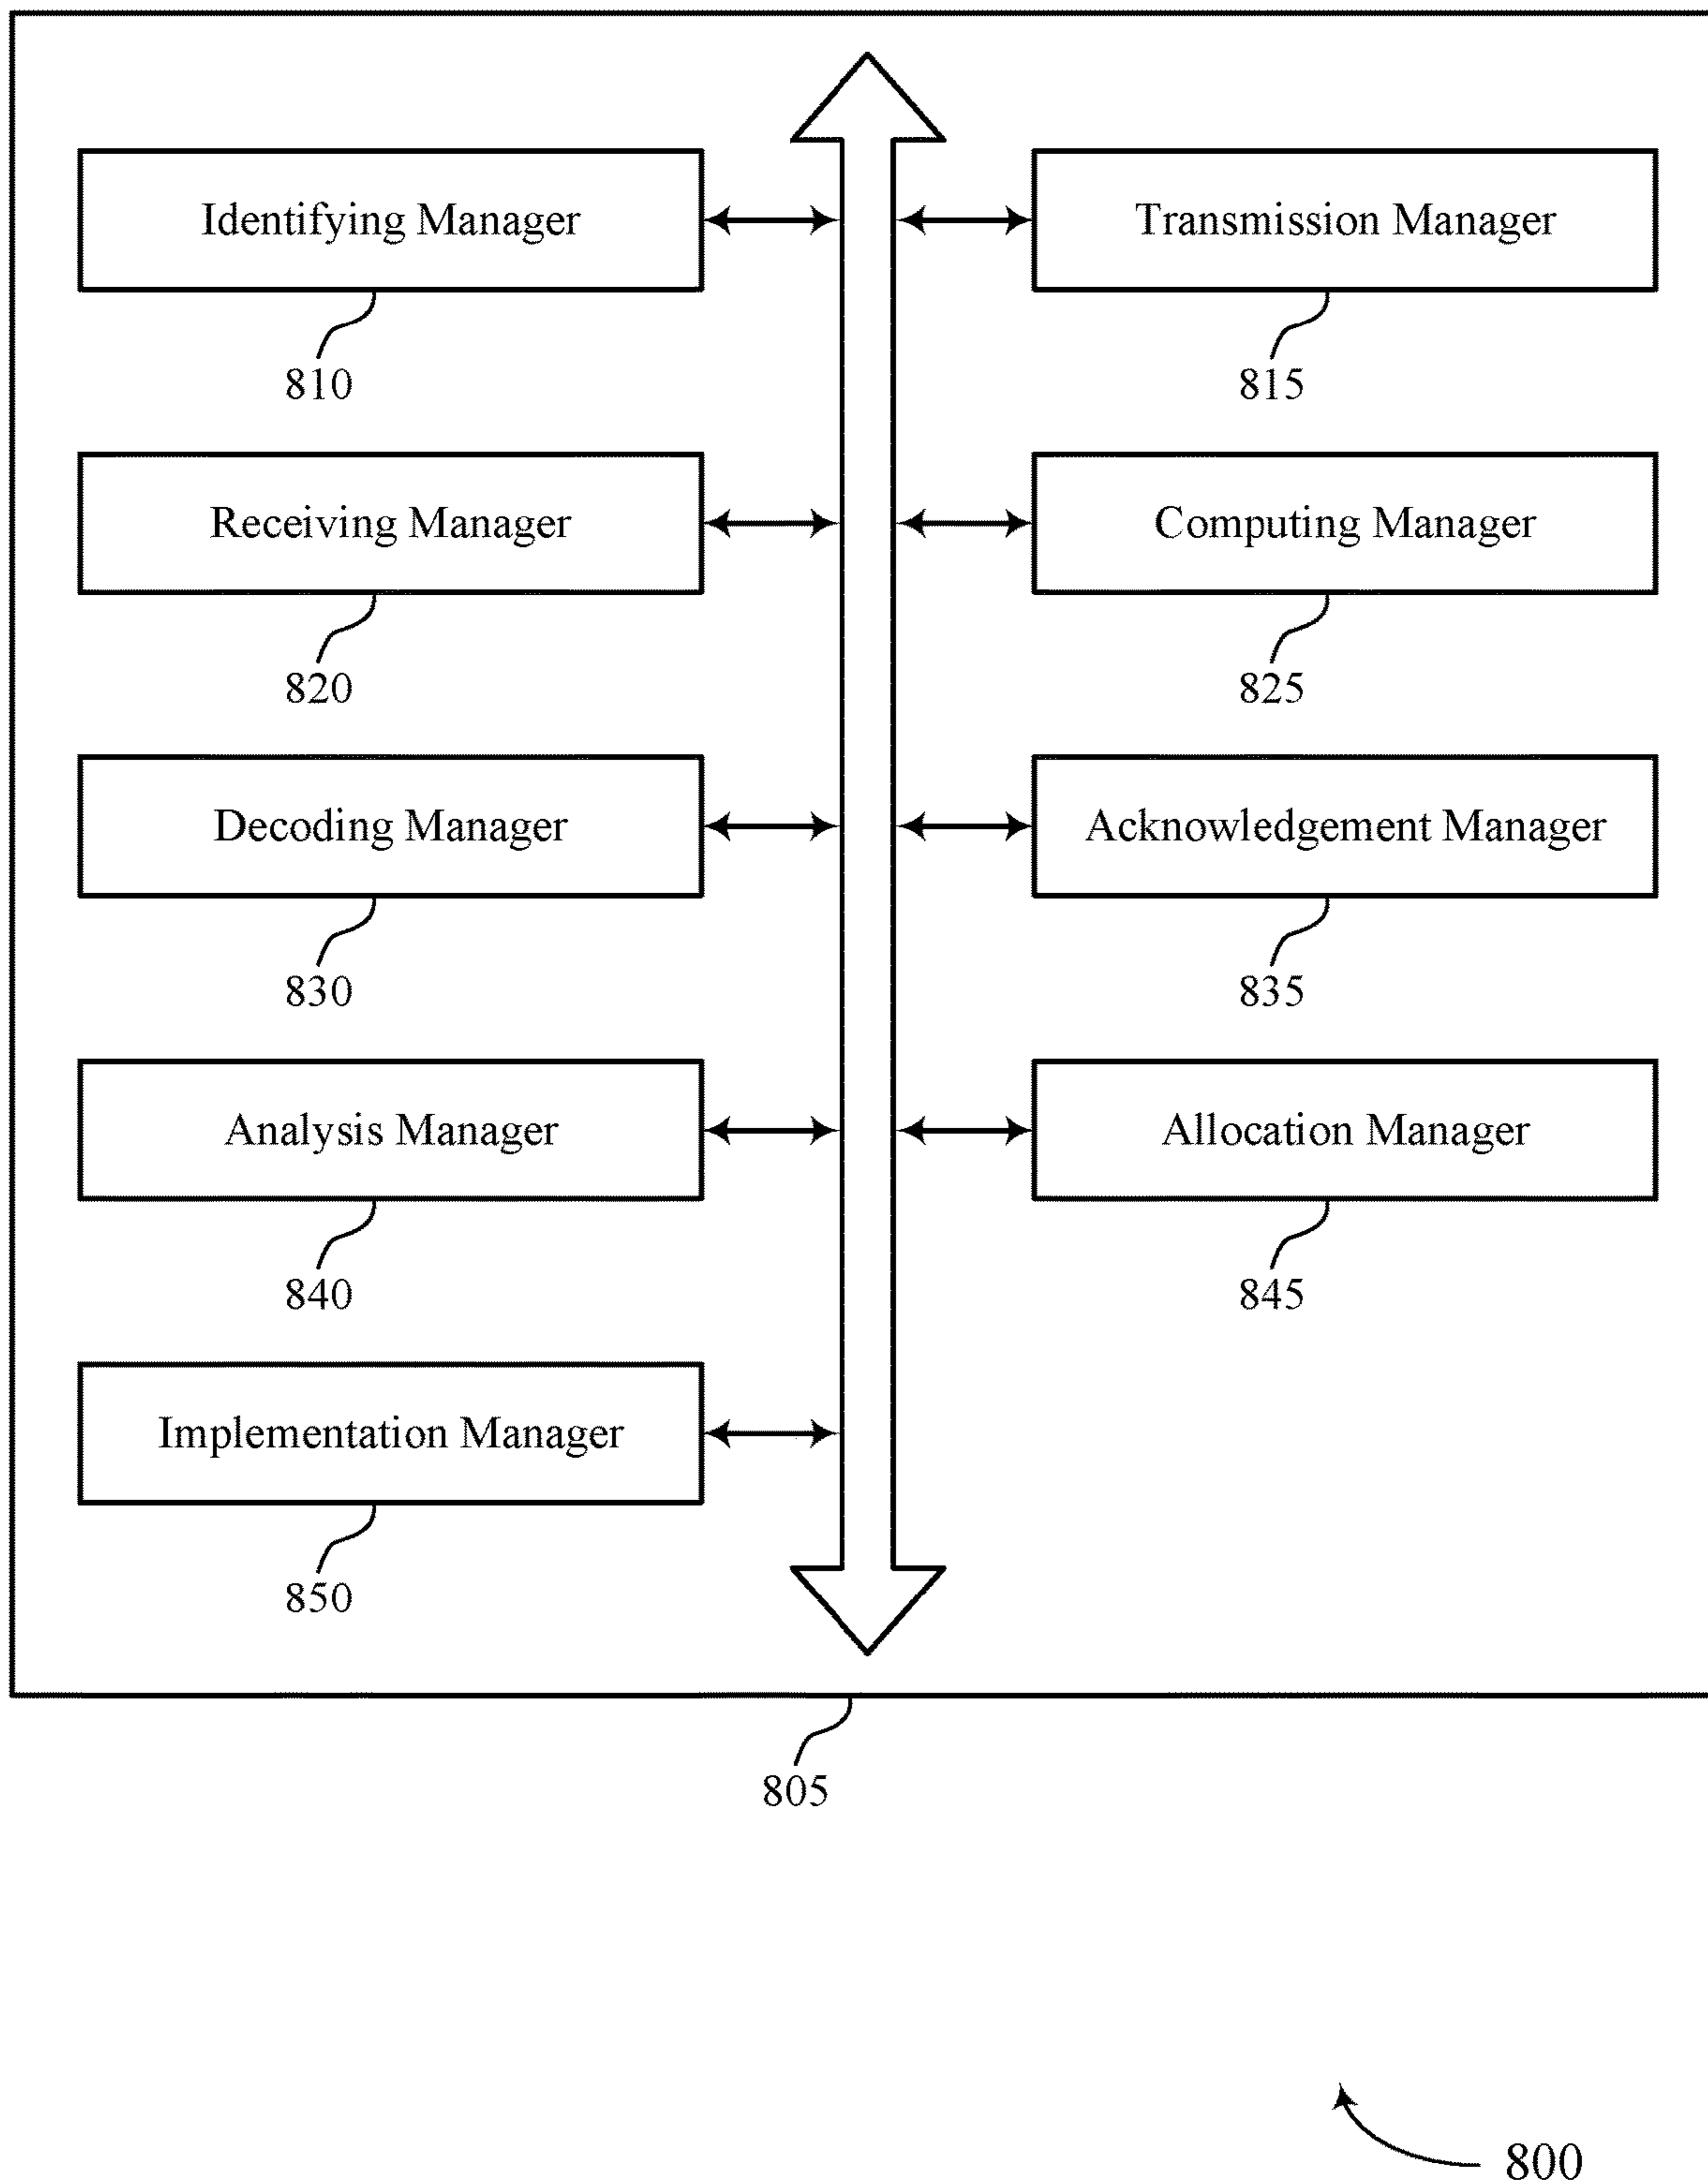 Identifying Manager
Transmission Manager
810
815
Receiving Manager
Computing Manager
820
825
Decoding Manager
Acknowledgement Manager
830
835
Analysis Manager
Allocation Manager
840
845
Implementation Manager
850
805
800